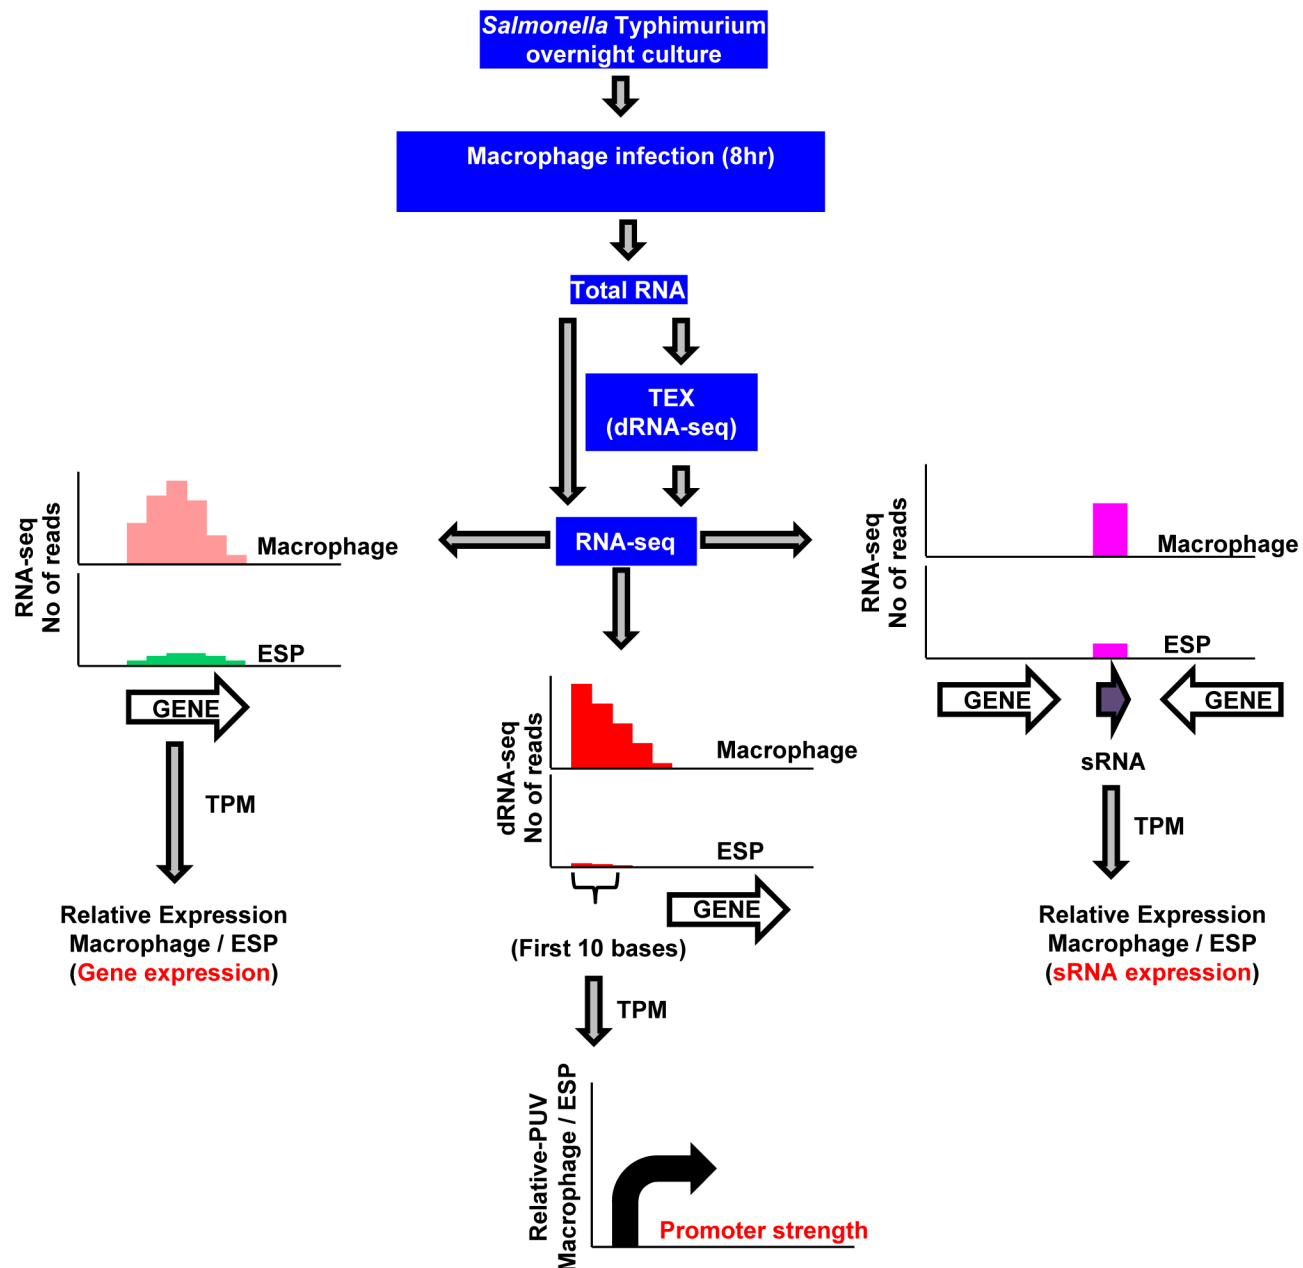 Salmonella Typhimurium
overnight culture
Macrophage infection (8hr)
Total RNA
TEX
(dRNA-seq)
RNA-seq
RNA-seq
No of reads
Macrophage
ESP
GENE
TPM
Relative Expression
Macrophage / ESP
(Gene expression)
dRNA-seq
No of reads
Macrophage
ESP
GENE
(First 10 bases)
TPM
Relative-PUV
Macrophage / ESP
Promoter strength
RNA-seq
No of reads
Macrophage
ESP
GENE
GENE
sRNA
TPM
Relative Expression
Macrophage / ESP
(sRNA expression)